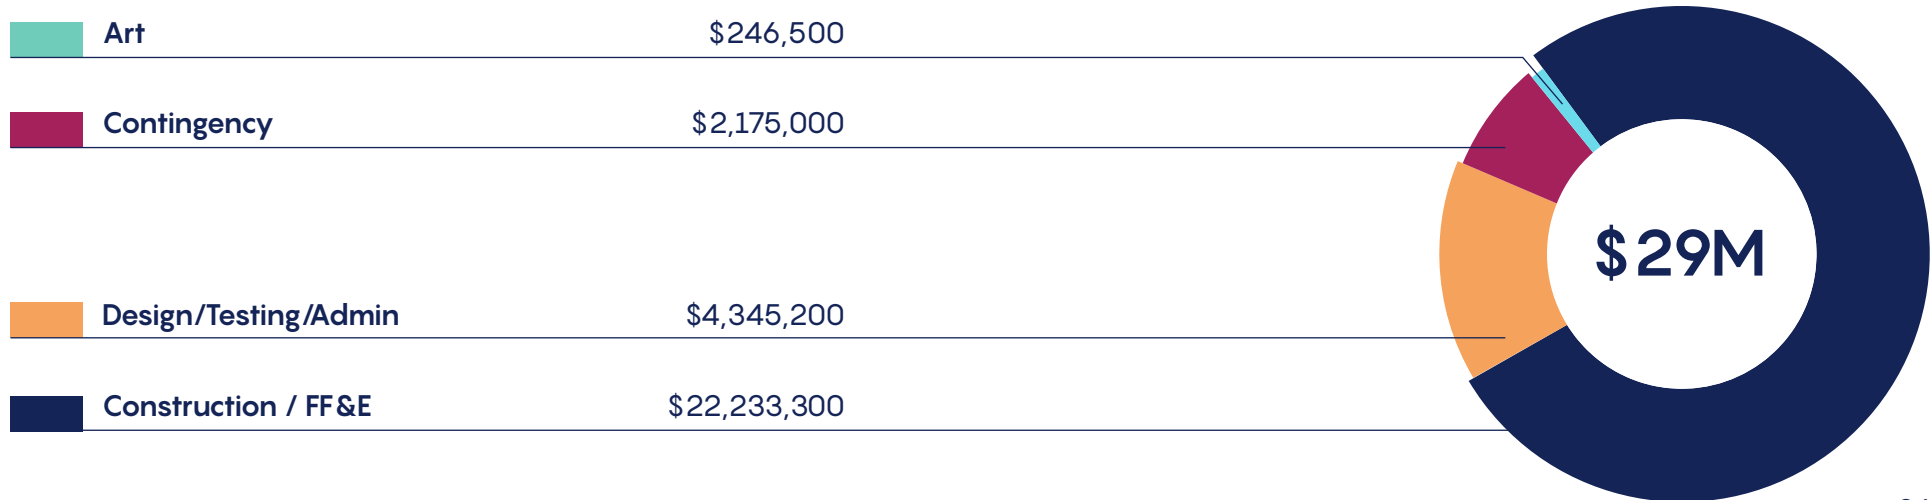 Art $246,500
Contingency $2,175,000
$29M
Design/Testing/Admin $4,345,200
Construction / FF&E $22,233,300